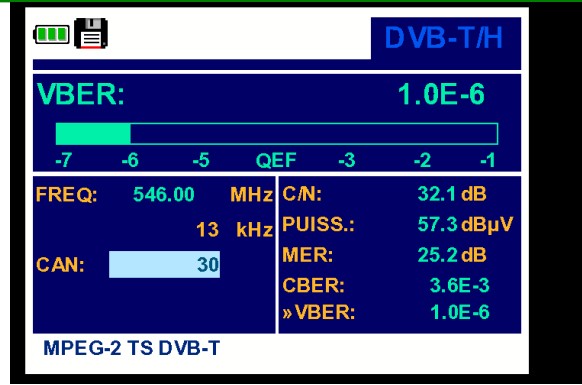 DVB-T/H
VBER: 1.0E-6
-7 -6 -5 QEF -3 -2 -1
FREQ: 546.00 MHz
13 kHz
CAN: 30
C/N: 32.1 dB
PUISS.: 57.3 dBµV
MER: 25.2 dB
CBER: 3.6E-3
»VBER: 1.0E-6
MPEG-2 TS DVB-T